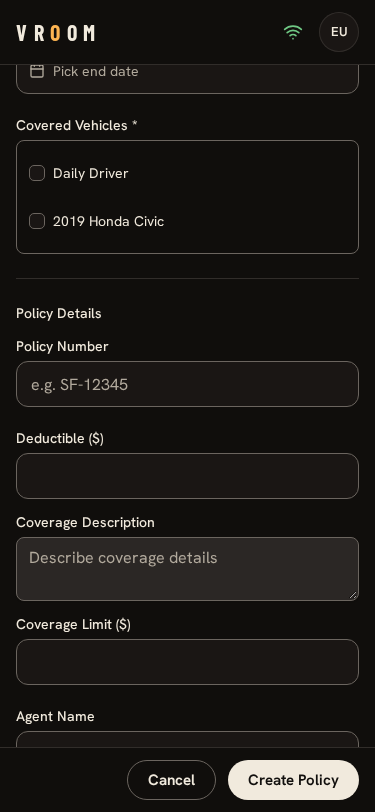 VROOM
EU
Pick end date
Covered Vehicles *
Daily Driver
2019 Honda Civic
Policy Details
Policy Number
e.g. SF-12345
Deductible ($)
Coverage Description
Describe coverage details
Coverage Limit ($)
Agent Name
Cancel
Create Policy